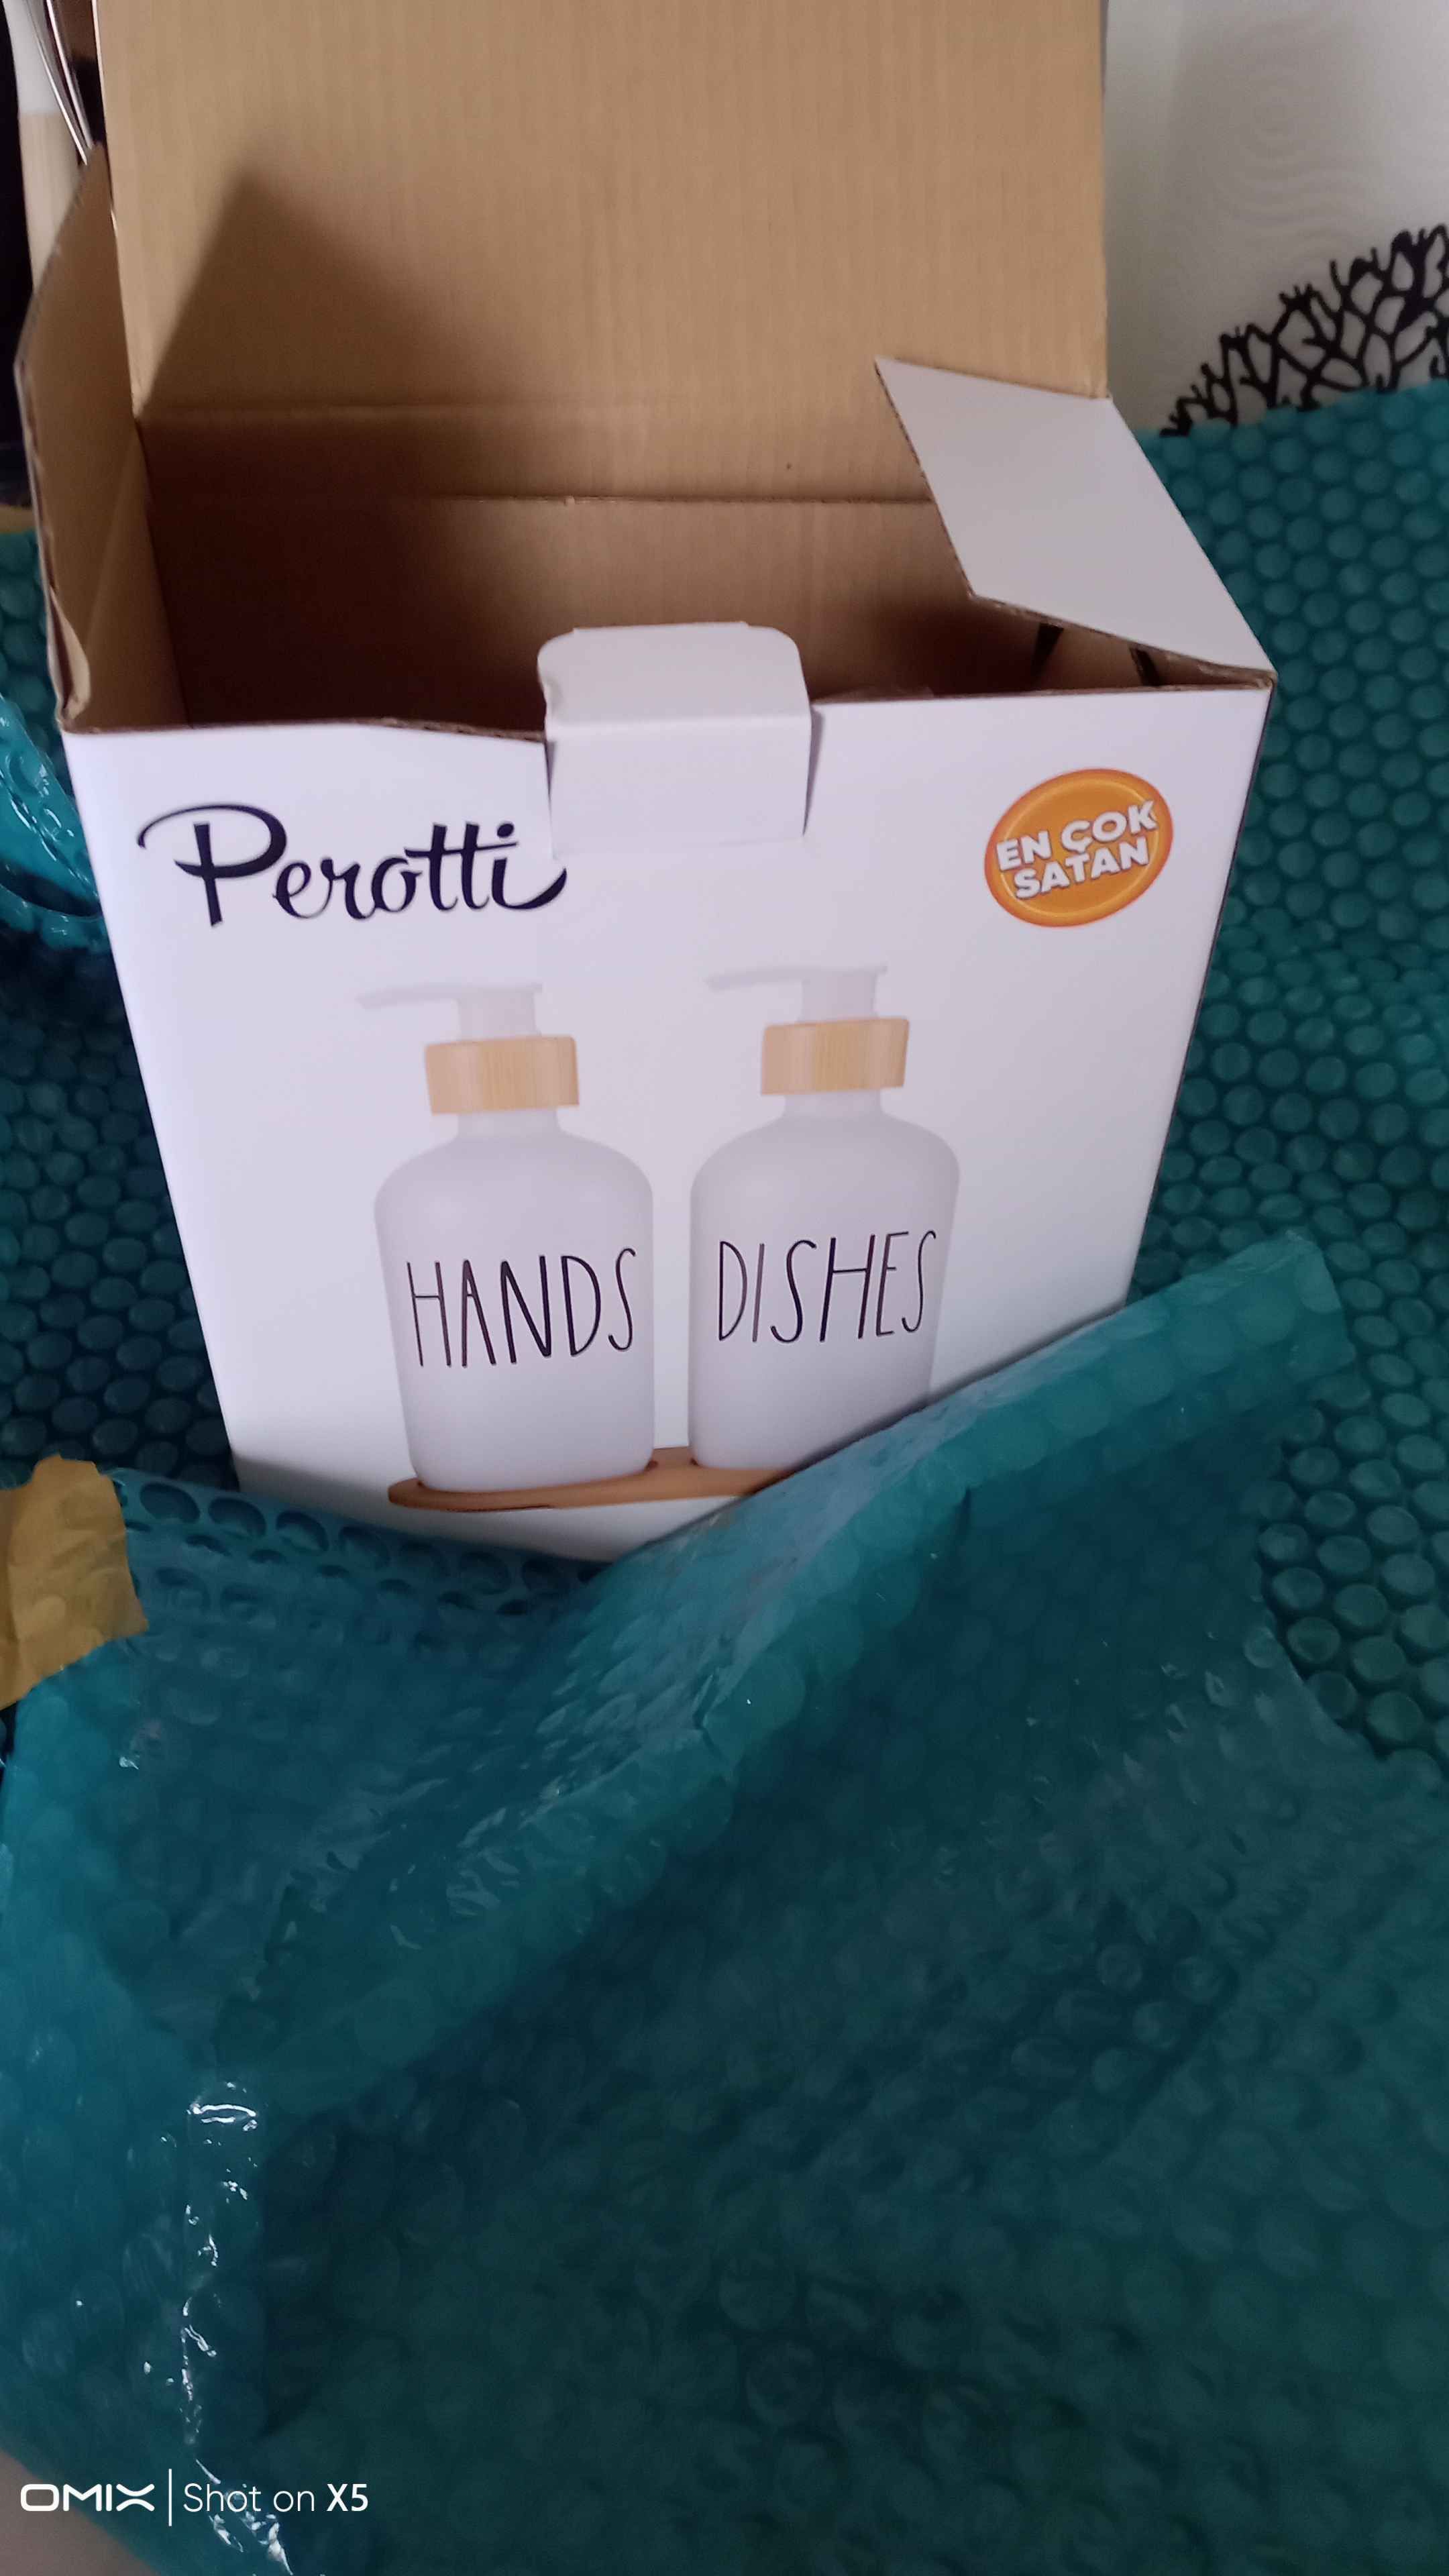 Perotti
EN ÇOK
SATAN
HANDS
DISHES
OMIX | Shot on X5